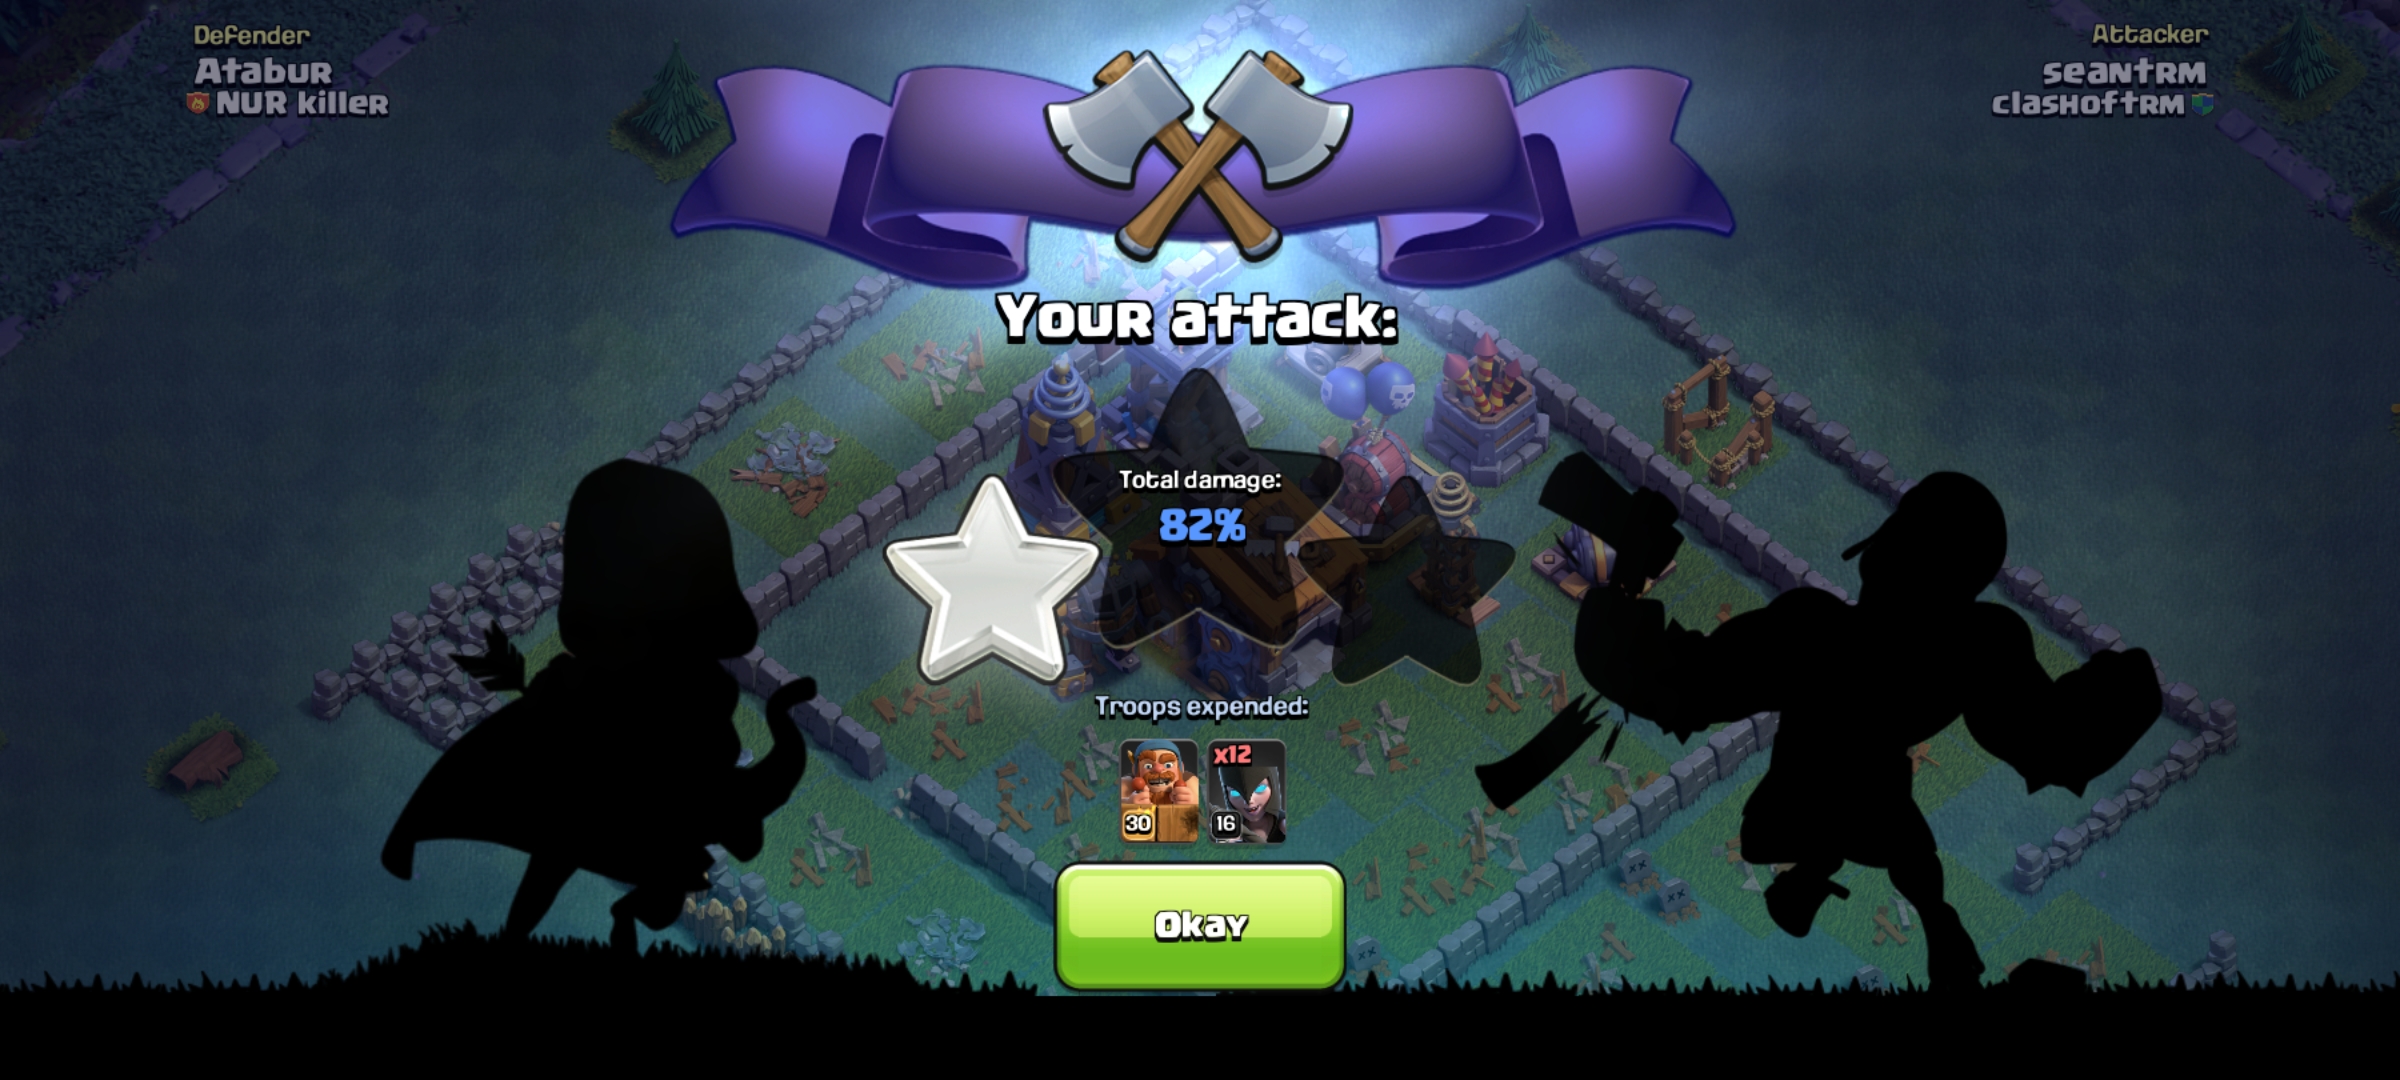 Defender
Atabur
NUR killer
Attacker
seantrm
clashoftrm
Your attack:
Total damage:
82%
Troops expended:
x12
30
16
Okay